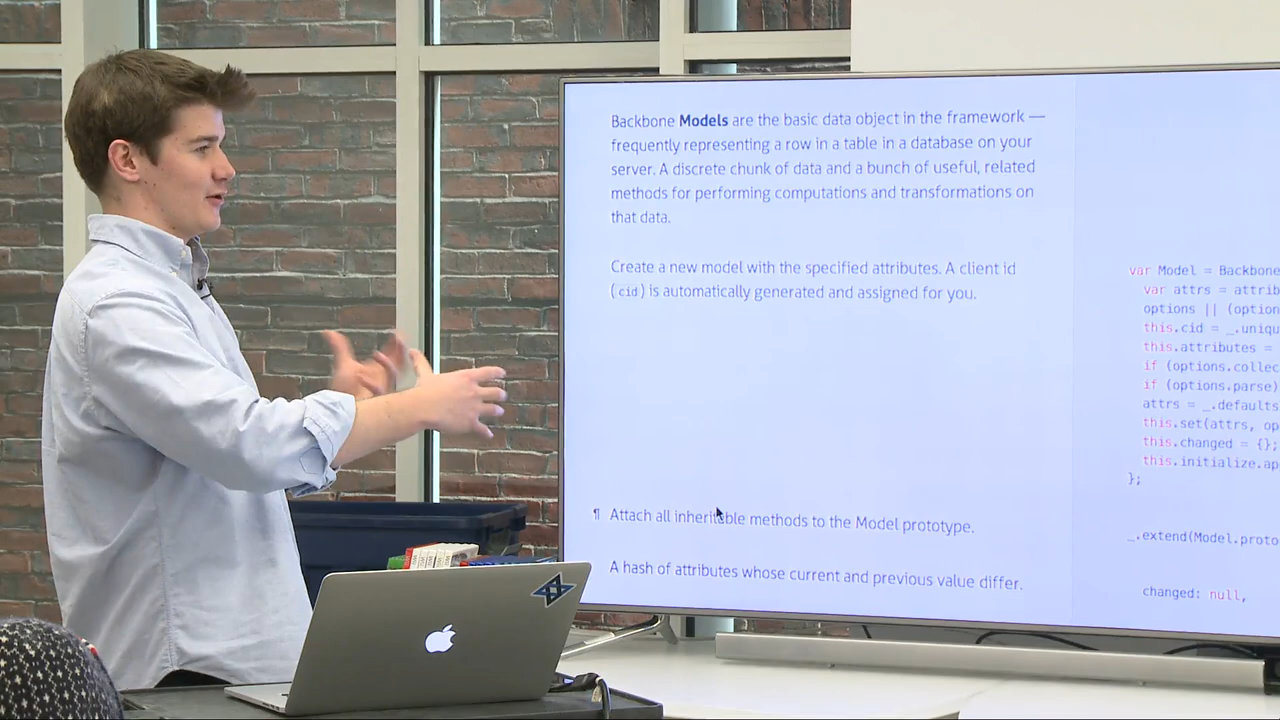 Backbone Models are the basic data object in the framework —
frequently representing a row in a table in a database on your
server. A discrete chunk of data and a bunch of useful, related
methods for performing computations and transformations on
that data.
Create a new model with the specified attributes. A client id
(cid) is automatically generated and assigned for you.
¶ Attach all inheritable methods to the Model prototype.
A hash of attributes whose current and previous value differ.
var Model = Backbone
var attrs = attrib
options || (option
this.cid = _.uniqu
this.attributes =
if (options.collec
if (options.parse)
attrs = _.defaults
this.set(attrs, op
this.changed = {};
this.initialize.ap
};
_.extend(Model.proto
changed: null,